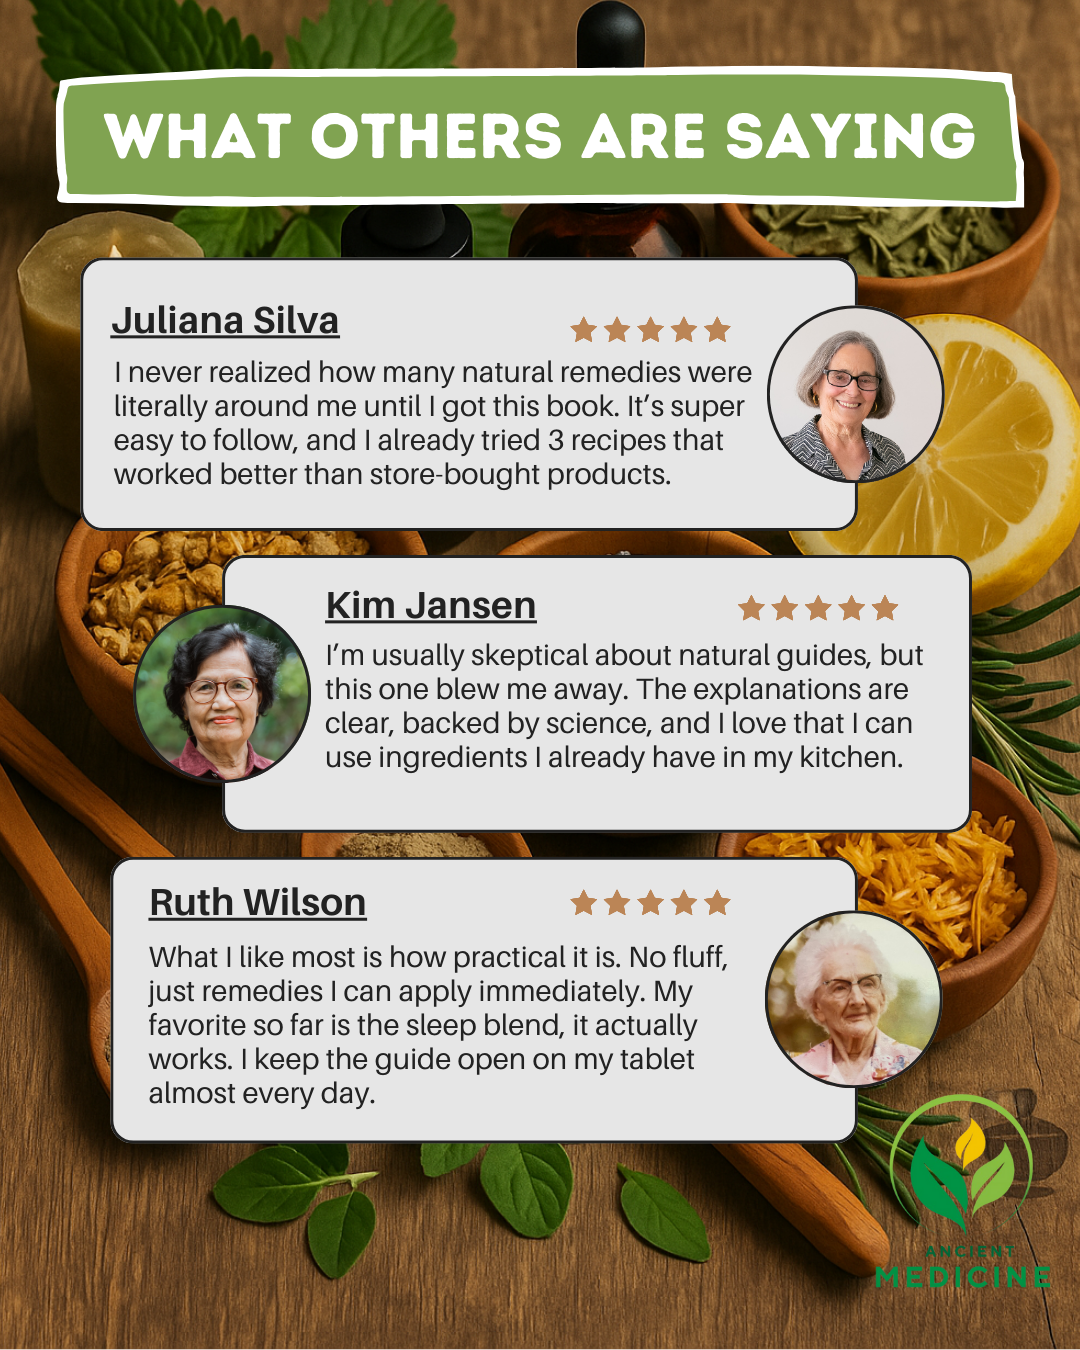 WHAT OTHERS ARE SAYING
Juliana Silva
I never realized how many natural remedies were
literally around me until I got this book. It’s super
easy to follow, and I already tried 3 recipes that
worked better than store-bought products.
Kim Jansen
I’m usually skeptical about natural guides, but
this one blew me away. The explanations are
clear, backed by science, and I love that I can
use ingredients I already have in my kitchen.
Ruth Wilson
What I like most is how practical it is. No fluff,
just remedies I can apply immediately. My
favorite so far is the sleep blend, it actually
works. I keep the guide open on my tablet
almost every day.
ANCIENT
MEDICINE